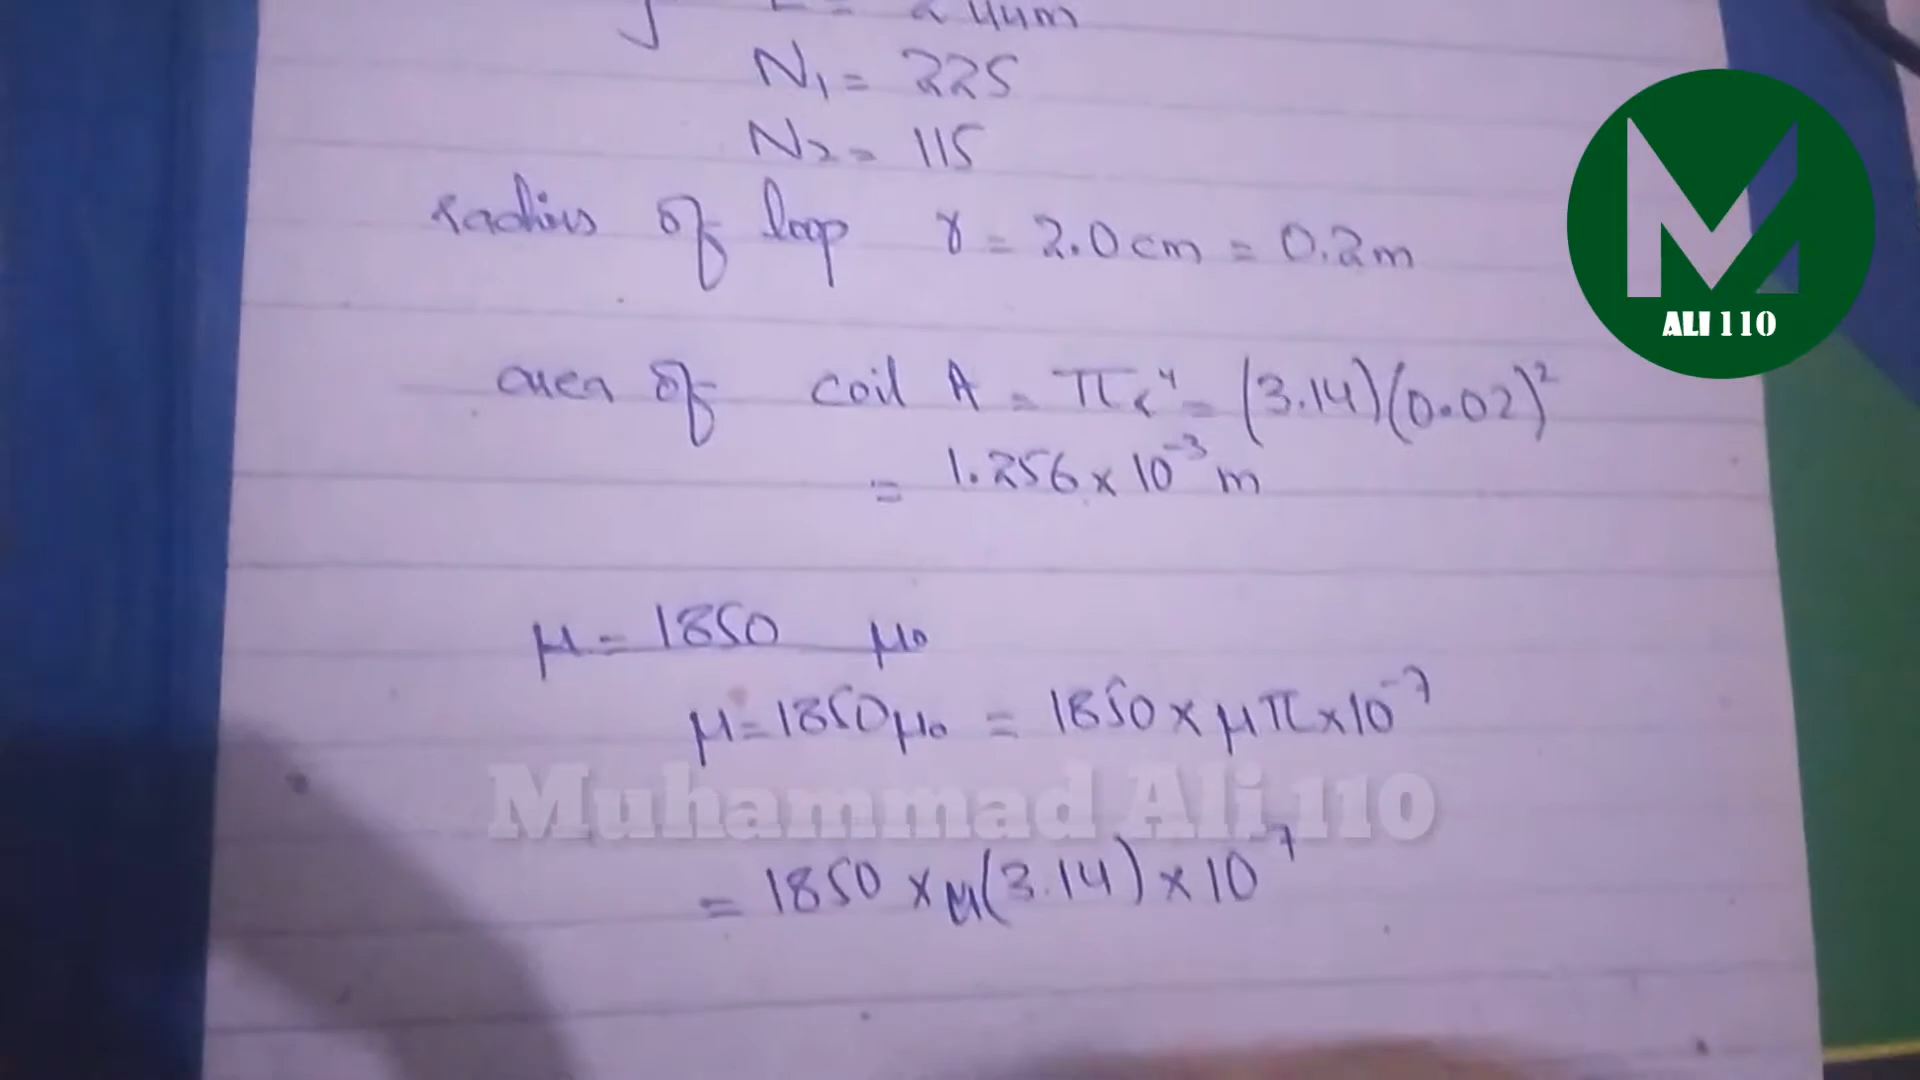 N₁ = 225
N₂ = 115
radius of loop r = 2.0 cm = 0.2m
area of coil A = πr² = (3.14)(0.02)²
= 1.256 × 10⁻³ m
μ = 1850 μ₀
μ = 1850μ₀ = 1850 × 4π × 10⁻⁷
= 1850 × 4(3.14) × 10⁻⁷
M
ALI 110
Muhammad Ali 110